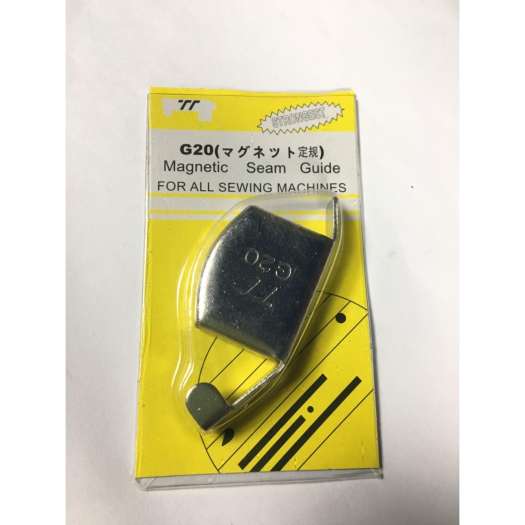 TT
STRONGEST
G20(マグネット定規)
Magnetic Seam Guide
FOR ALL SEWING MACHINES
G20
TT